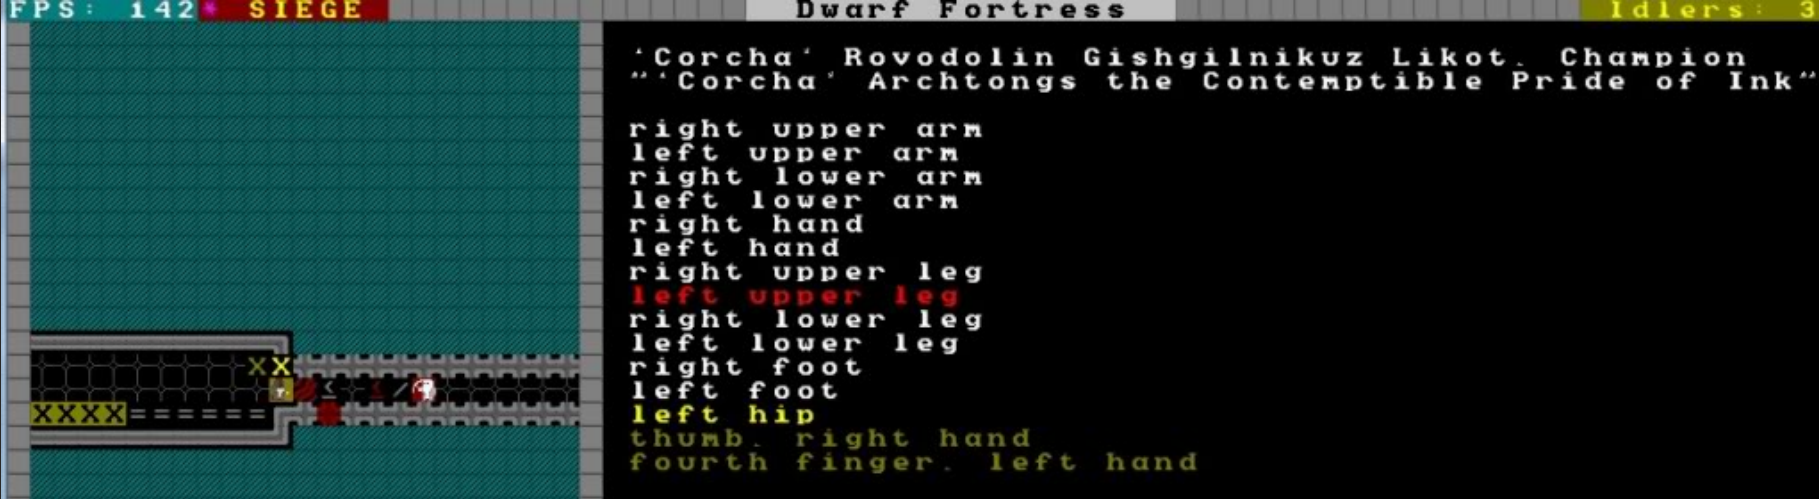 FPS: 142* SIEGE Dwarf Fortress Idlers: 3
'Corcha' Rovodolin Gishgilnikuz Likot. Champion
"'Corcha' Archtongs the Contemptible Pride of Ink"
right upper arm
left upper arm
right lower arm
left lower arm
right hand
left hand
right upper leg
left upper leg
right lower leg
left lower leg
right foot
left foot
left hip
thumb. right hand
fourth finger. left hand